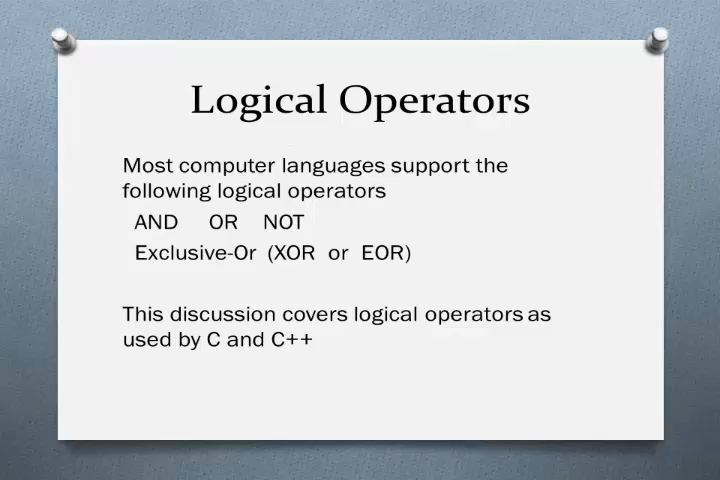 Logical Operators
Most computer languages support the
following logical operators
AND OR NOT
Exclusive-Or (XOR or EOR)
This discussion covers logical operators as
used by C and C++